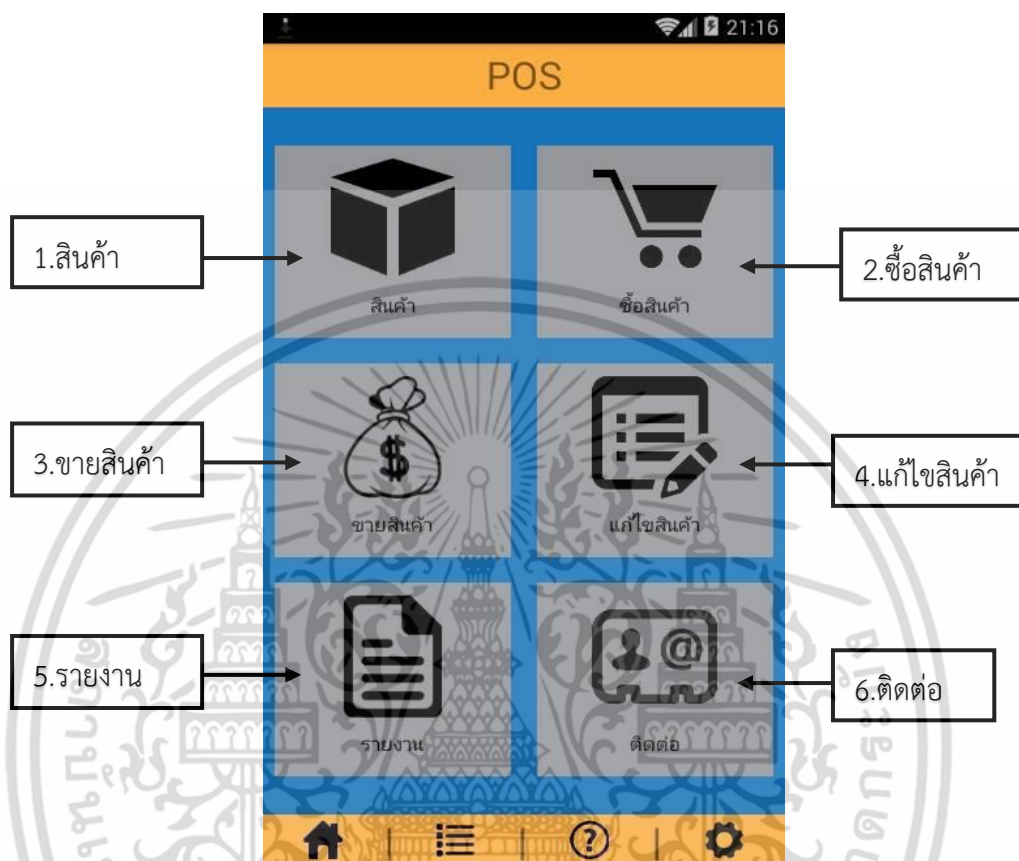 21:16
POS
1.สินค้า
2.ซื้อสินค้า
สินค้า
ซื้อสินค้า
3.ขายสินค้า
4.แก้ไขสินค้า
$
ขายสินค้า
แก้ไขสินค้า
5.รายงาน
6.ติดต่อ
@
รายงาน
ติดต่อ
?